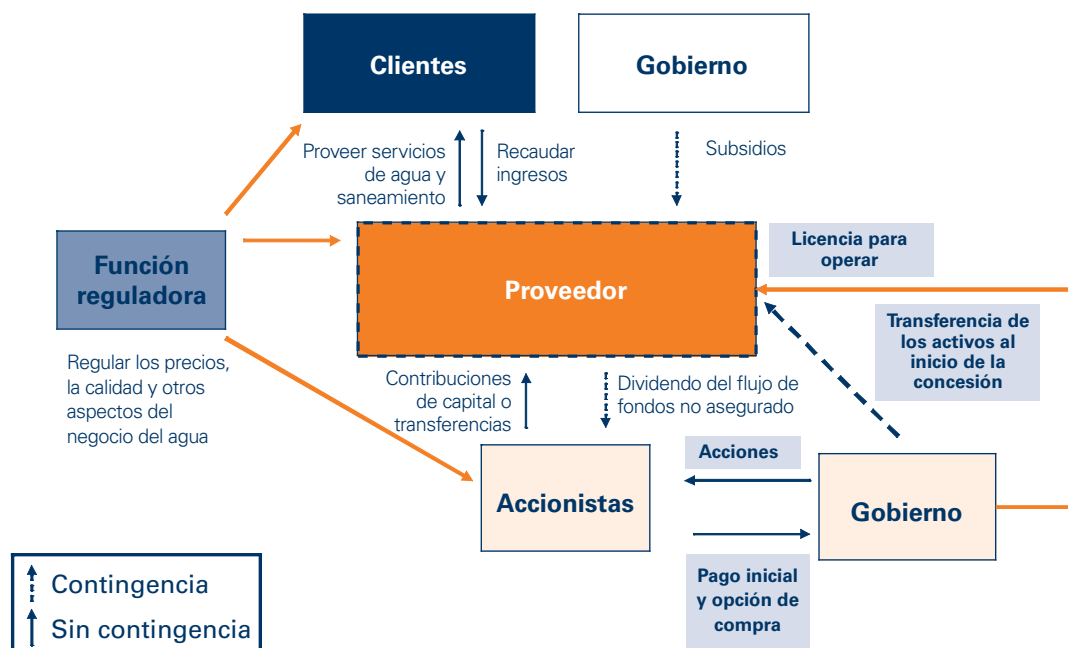 Clientes
Gobierno
Proveer servicios
de agua y
saneamiento
Recaudar
ingresos
Subsidios
Función
reguladora
Proveedor
Licencia para
operar
Transferencia de
los activos al
inicio de la
concesión
Regular los precios,
la calidad y otros
aspectos del
negocio del agua
Contribuciones
de capital o
transferencias
Dividendo del flujo de
fondos no asegurado
Accionistas
Acciones
Gobierno
Pago inicial
y opción de
compra
Contingencia
Sin contingencia